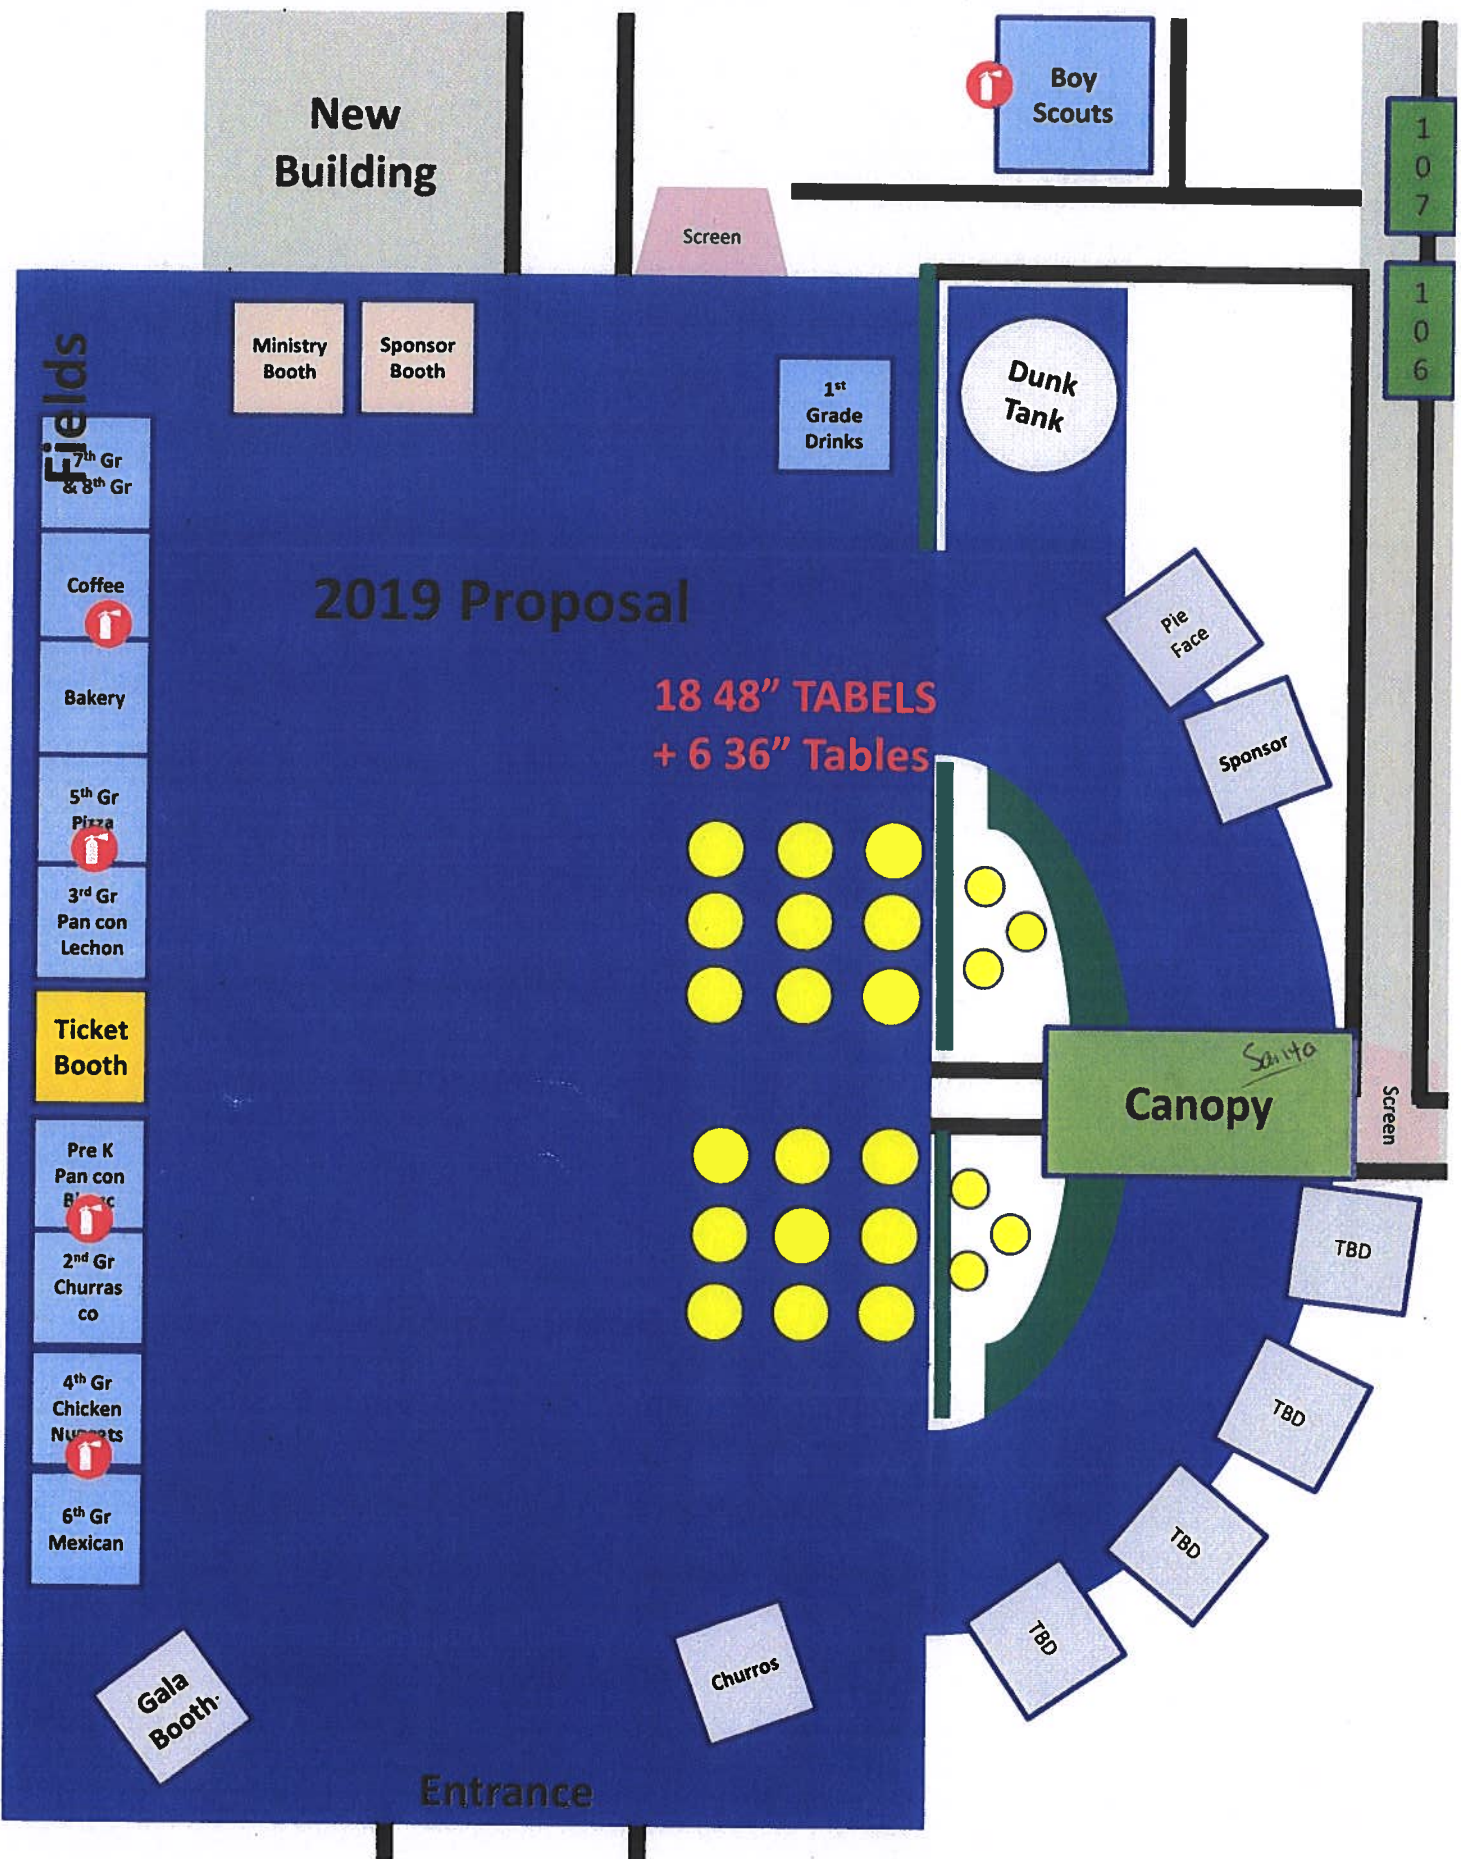 New
Building
Boy
Scouts
1
0
7
Screen
1
0
6
Fields
Ministry
Booth
Sponsor
Booth
1st
Grade
Drinks
Dunk
Tank
7th Gr
& 8th Gr
Coffee
2019 Proposal
Pie
Face
Bakery
18 48” TABELS
+ 6 36” Tables
Sponsor
5th Gr
Pizza
3rd Gr
Pan con
Lechon
Ticket
Booth
Santa
Canopy
Screen
Pre K
Pan con
2nd Gr
Churras
co
TBD
4th Gr
Chicken
Nuggets
TBD
6th Gr
Mexican
TBD
TBD
Gala
Booth
Churros
Entrance